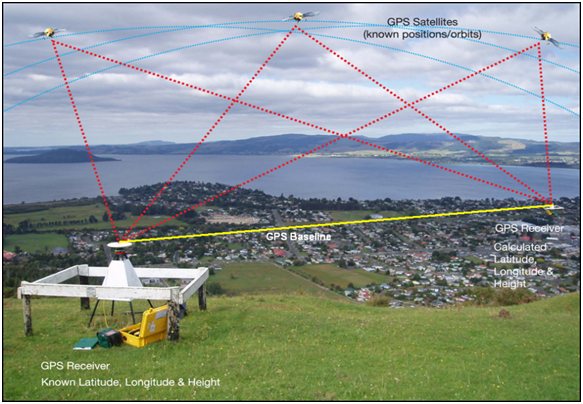 GPS Satellites
(known positions/orbits)
GPS Baseline
GPS Receiver
Calculated
Latitude,
Longitude &
Height
GPS Receiver
Known Latitude, Longitude & Height